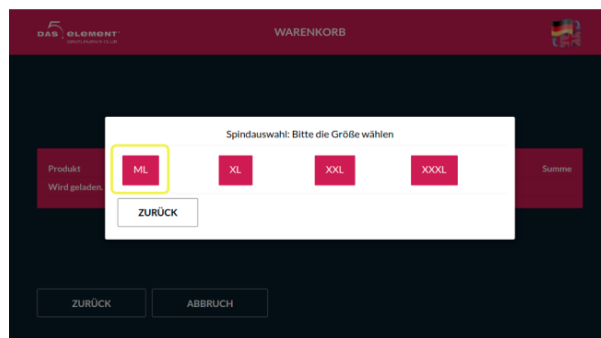 DAS 5 ELEMENT
WARENKORB
Spindauswahl: Bitte die Größe wählen
Produkt
Summe
ML
XL
XXL
XXXL
Wird geladen.
ZURÜCK
ZURÜCK
ABBRUCH